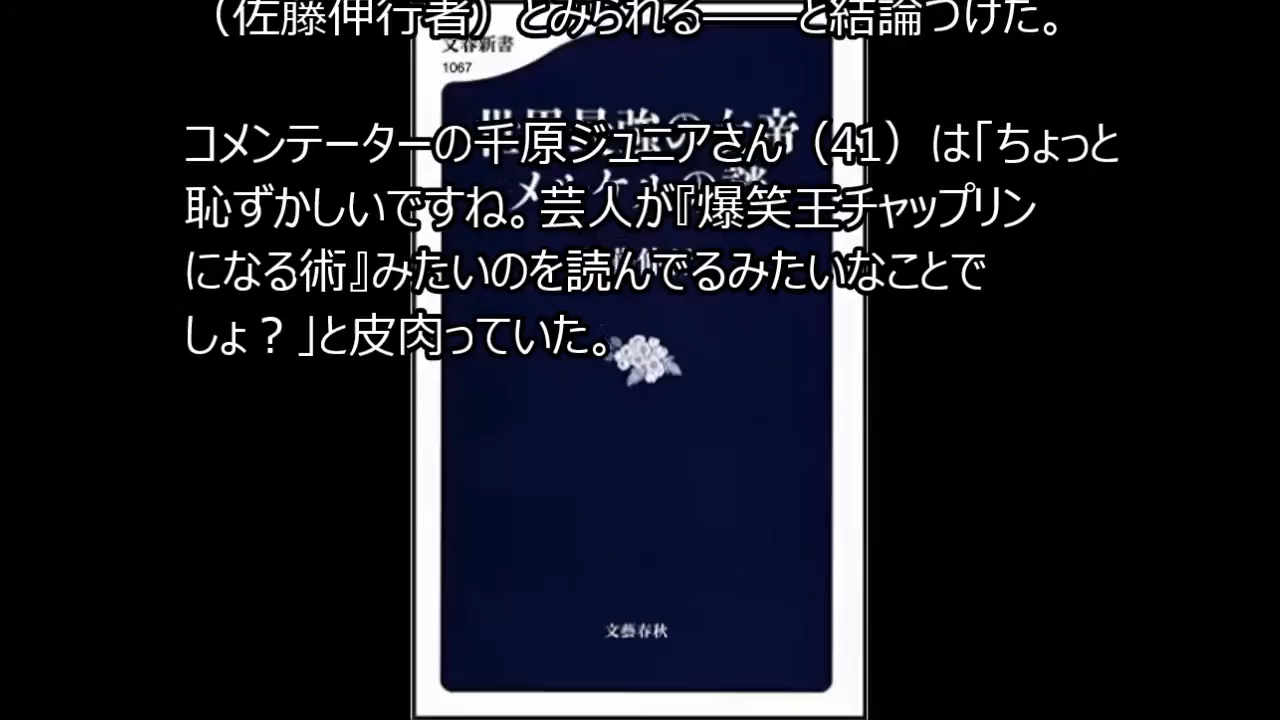 （佐藤伸行者）とみられる――と結論づけた。
文春新書
1067
コメンテーターの千原ジュニアさん（41）は「ちょっと
恥ずかしいですね。芸人が『爆笑王チャップリン
になる術』みたいのを読んでるみたいなことで
しょ？」と皮肉っていた。
文藝春秋